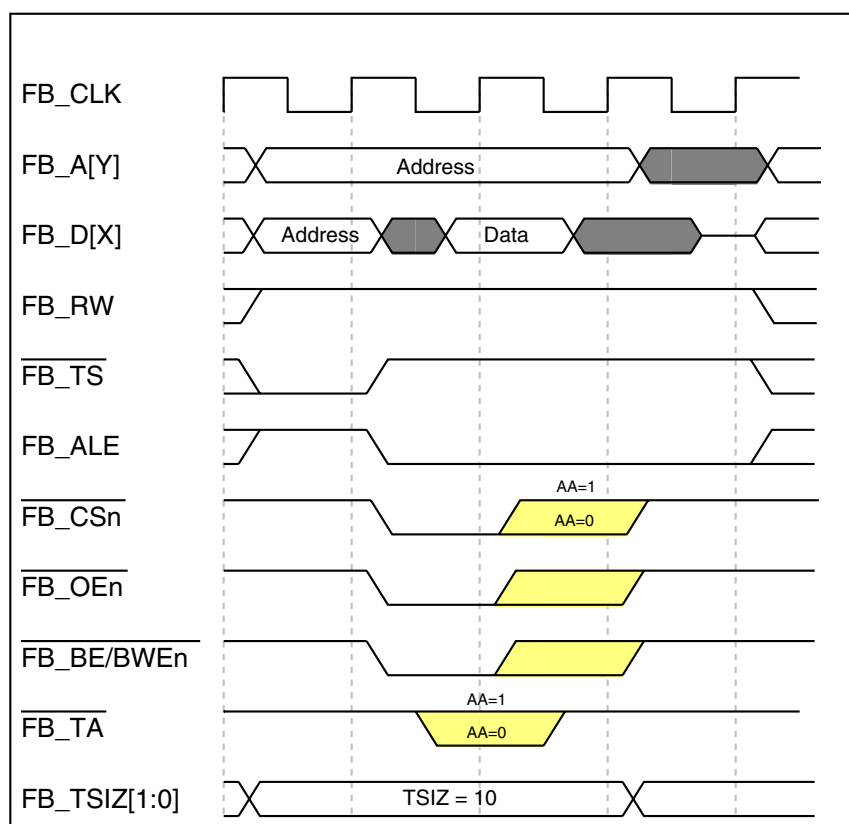 FB_CLK
FB_A[Y]
Address
FB_D[X]
Address
Data
FB_RW
FB_TS
FB_ALE
AA=1
FB_CSn
AA=0
FB_OEn
FB_BE/BWEn
AA=1
FB_TA
AA=0
FB_TSIZ[1:0]
TSIZ = 10